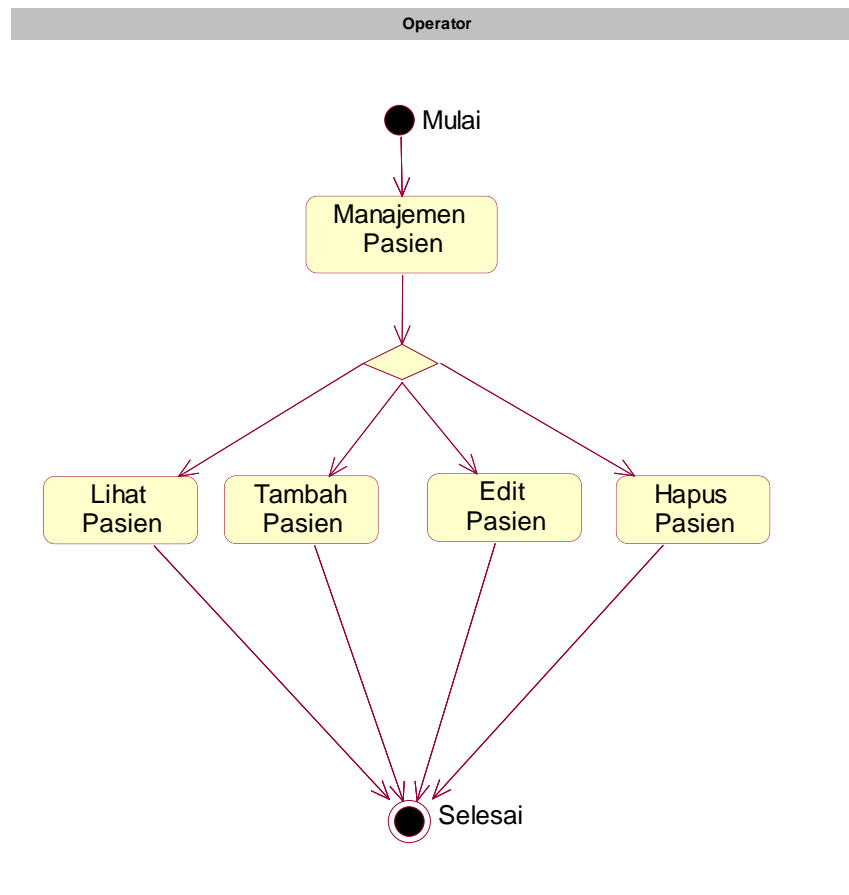 Operator
Mulai
Manajemen
Pasien
Lihat
Pasien
Tambah
Pasien
Edit
Pasien
Hapus
Pasien
Selesai